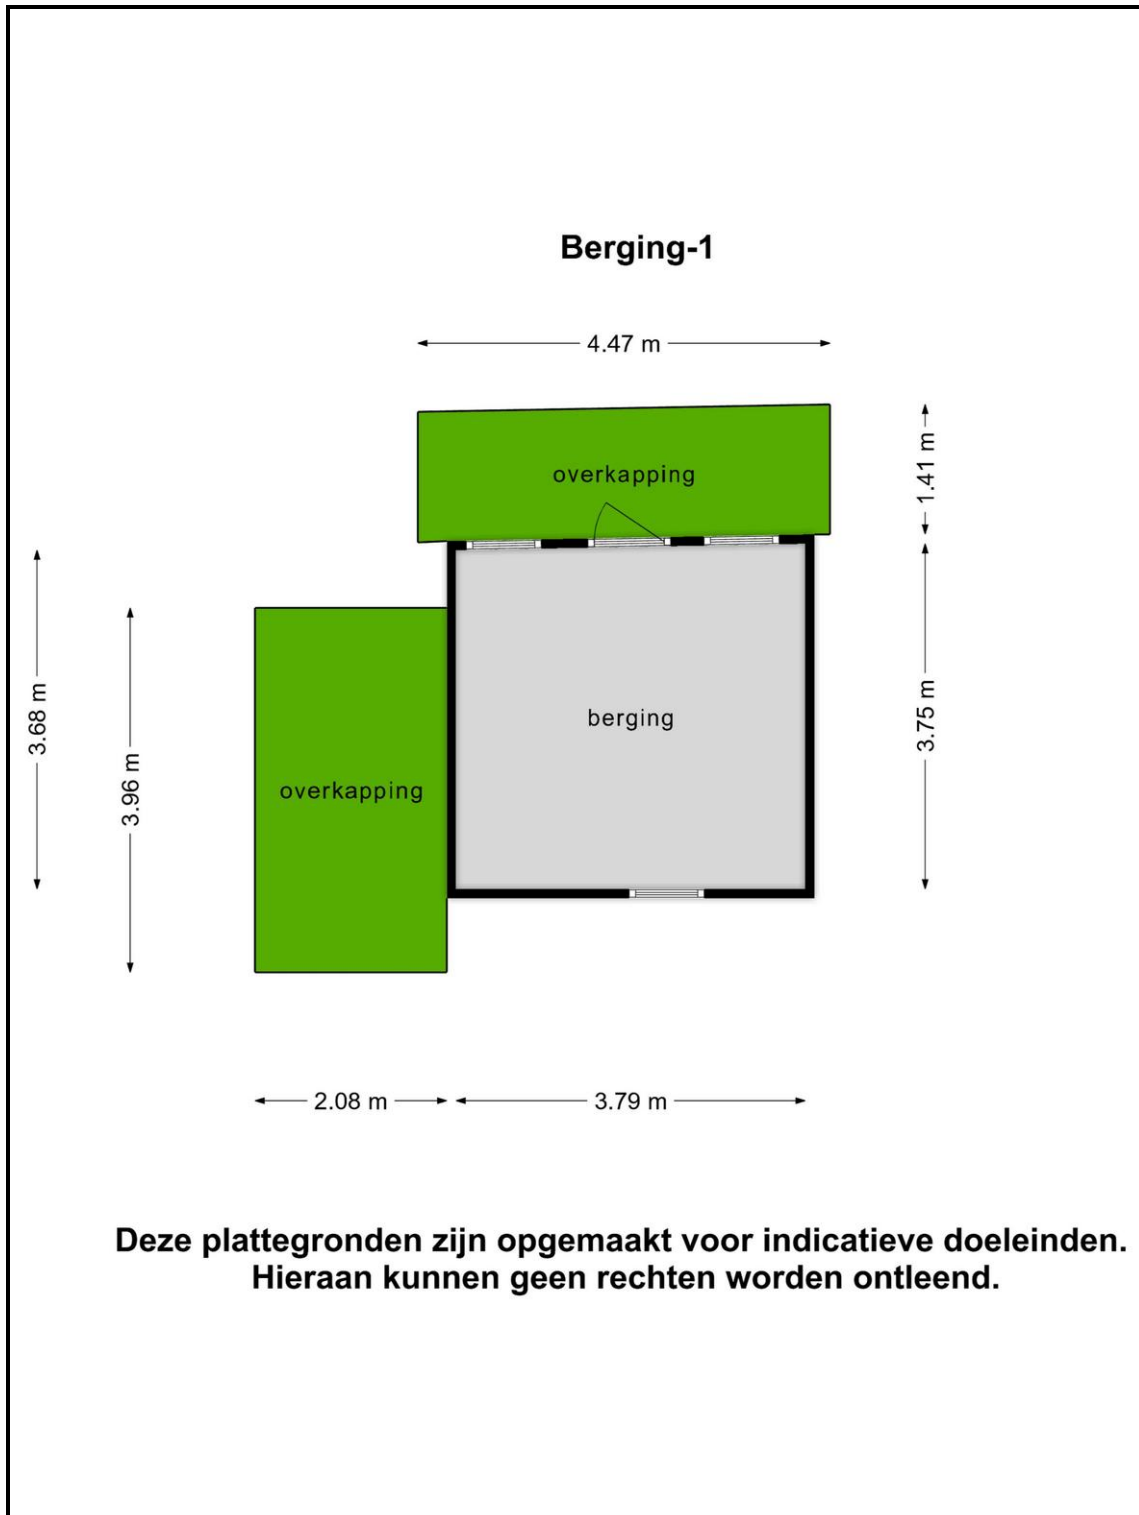 Berging-1
4.47 m
overkapping
1.41 m
3.68 m
3.96 m
berging
3.75 m
overkapping
2.08 m
3.79 m
Deze plattegronden zijn opgemaakt voor indicatieve doeleinden.
Hieraan kunnen geen rechten worden ontleend.